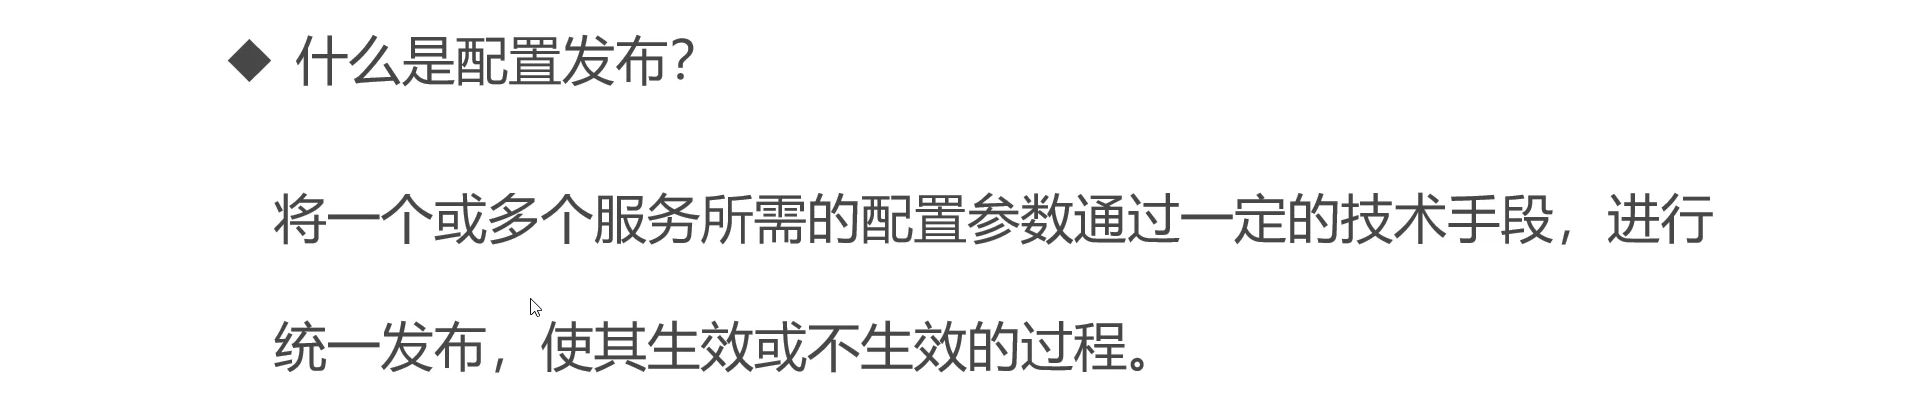 ◆ 什么是配置发布？
将一个或多个服务所需的配置参数通过一定的技术手段，进行
统一发布，使其生效或不生效的过程。